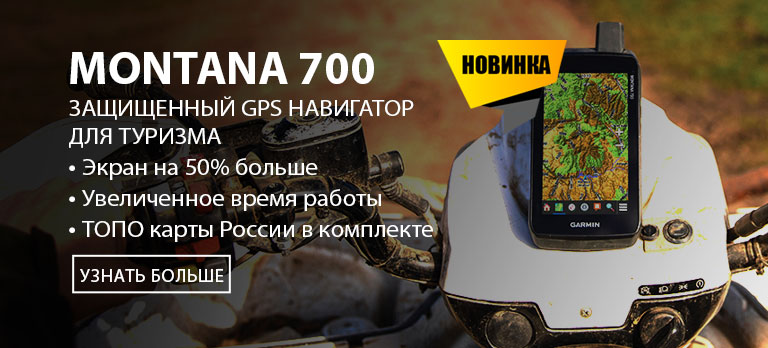 MONTANA 700
НОВИНКА
ЗАЩИЩЕННЫЙ GPS НАВИГАТОР
ДЛЯ ТУРИЗМА
• Экран на 50% больше
• Увеличенное время работы
• ТОПО карты России в комплекте
УЗНАТЬ БОЛЬШЕ
GARMIN